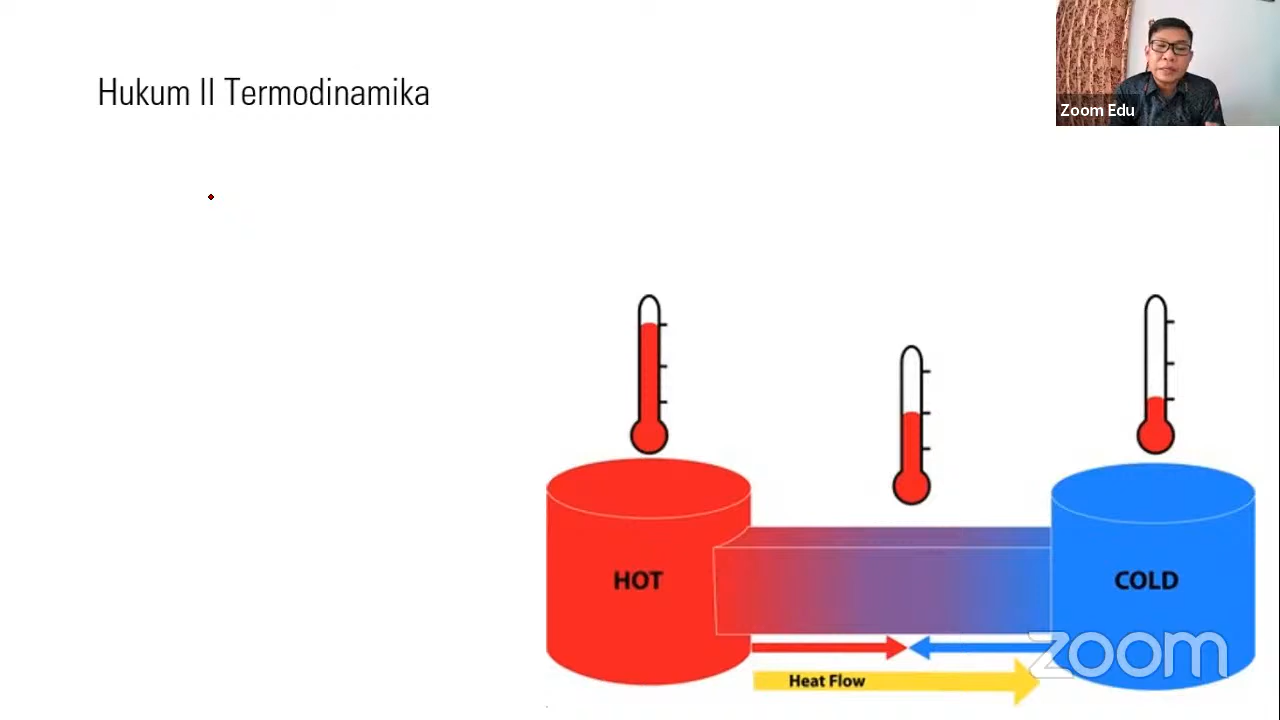 Hukum II Termodinamika
Zoom Edu
HOT
COLD
Heat Flow
zoom